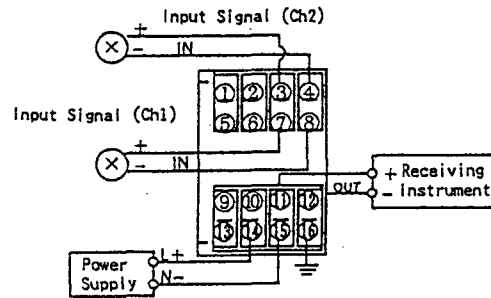 Input Signal (Ch2)
+
- IN
① ② ③ ④
⑤ ⑥ ⑦ ⑧
Input Signal (Ch1)
+
- IN
⑨ ⑩ ⑪ ⑫
⑬ ⑭ ⑮ ⑯
OUT
+ Receiving
- instrument
Power
Supply
L+
N-